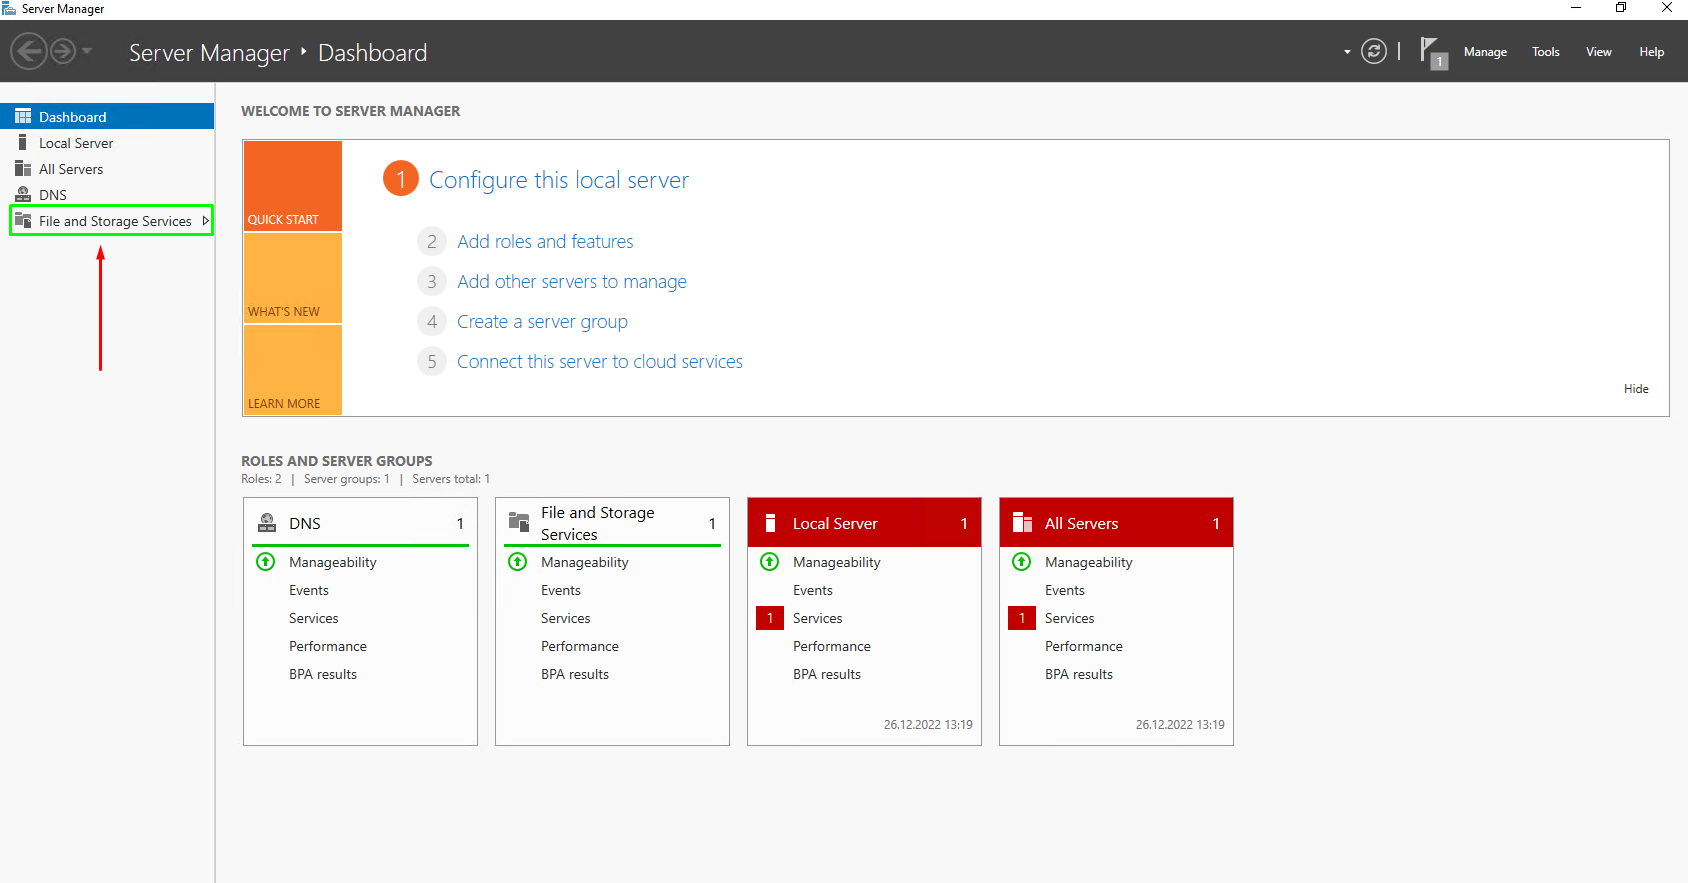 Server Manager
Server Manager ‣ Dashboard
1
Manage Tools View Help
Dashboard
Local Server
All Servers
DNS
File and Storage Services
WELCOME TO SERVER MANAGER
QUICK START
WHAT'S NEW
LEARN MORE
1 Configure this local server
2 Add roles and features
3 Add other servers to manage
4 Create a server group
5 Connect this server to cloud services
Hide
ROLES AND SERVER GROUPS
Roles: 2 | Server groups: 1 | Servers total: 1
DNS 1
Manageability
Events
Services
Performance
BPA results
File and Storage
Services 1
Manageability
Events
Services
Performance
BPA results
Local Server 1
Manageability
Events
1 Services
Performance
BPA results
26.12.2022 13:19
All Servers 1
Manageability
Events
1 Services
Performance
BPA results
26.12.2022 13:19